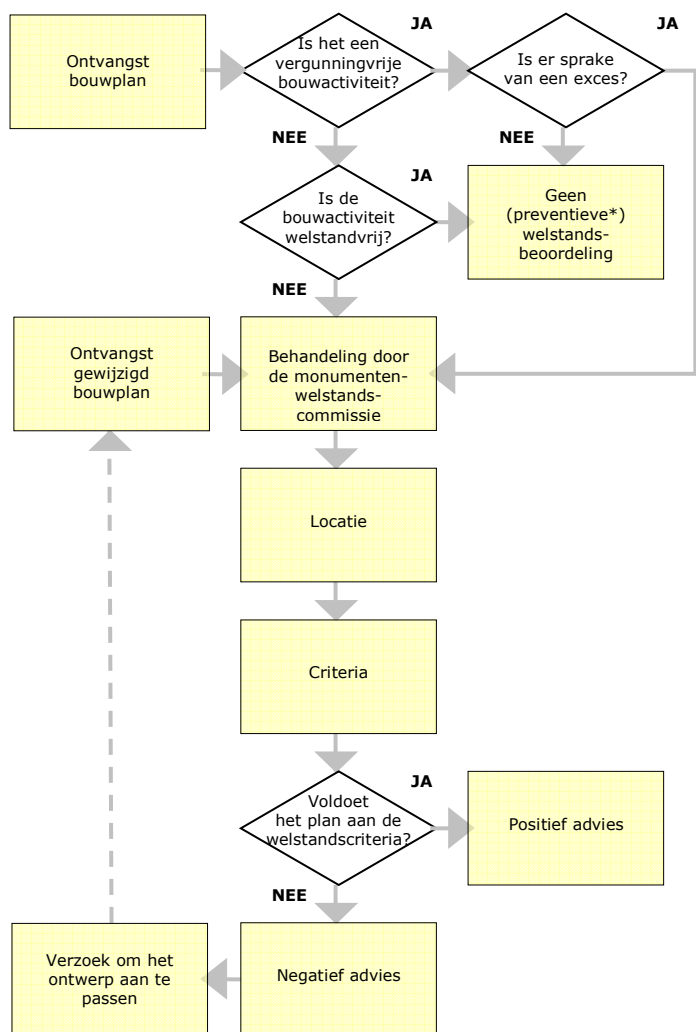 Ontvangst
bouwplan
Is het een
vergunningvrije
bouwactiviteit?
JA
Is er sprake
van een exces?
JA
NEE
NEE
Is de
bouwactiviteit
welstandvrij?
JA
Geen
(preventieve*)
welstands-
beoordeling
NEE
Ontvangst
gewijzigd
bouwplan
Behandeling door
de monumenten-
welstands-
commissie
Locatie
Criteria
Voldoet
het plan aan de
welstandscriteria?
JA
Positief advies
NEE
Verzoek om het
ontwerp aan te
passen
Negatief advies